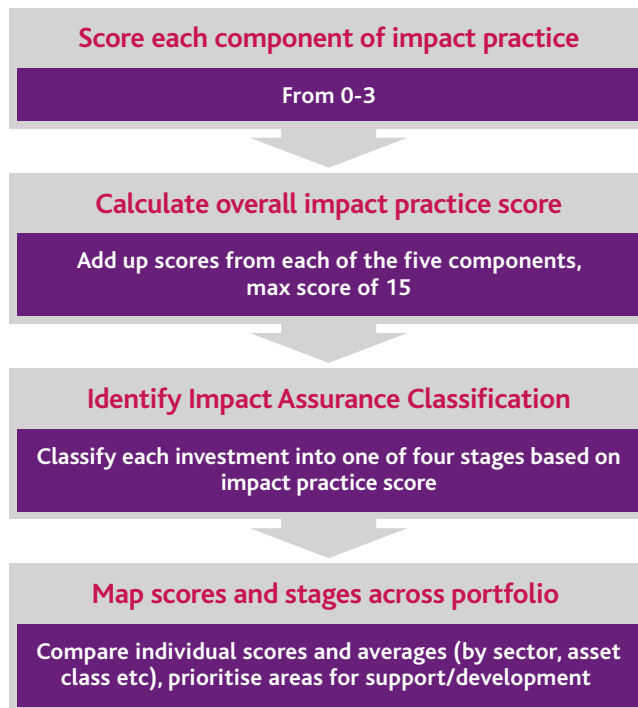 Score each component of impact practice
From 0-3
Calculate overall impact practice score
Add up scores from each of the five components,
max score of 15
Identify Impact Assurance Classification
Classify each investment into one of four stages based on
impact practice score
Map scores and stages across portfolio
Compare individual scores and averages (by sector, asset
class etc), prioritise areas for support/development